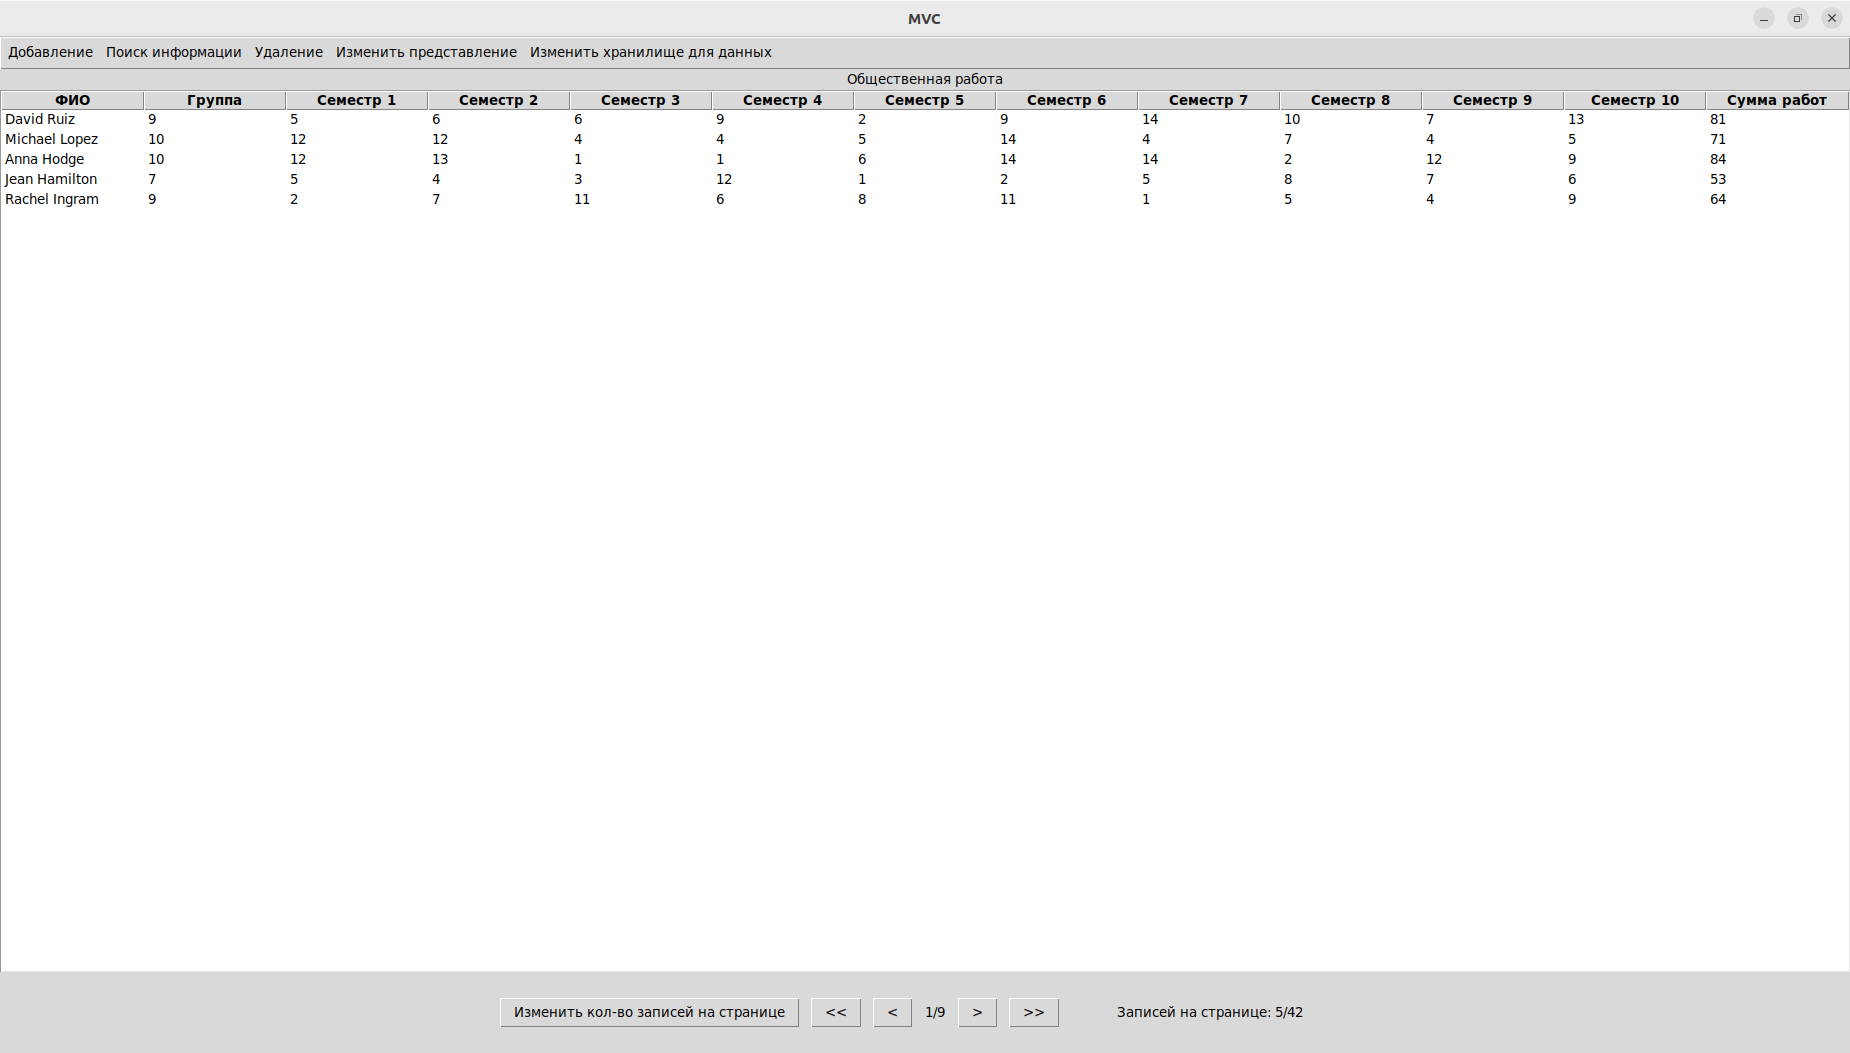 MVC
Добавление Поиск информации Удаление Изменить представление Изменить хранилище для данных
Общественная работа
ФИО Группа Семестр 1 Семестр 2 Семестр 3 Семестр 4 Семестр 5 Семестр 6 Семестр 7 Семестр 8 Семестр 9 Семестр 10 Сумма работ
David Ruiz 9 5 6 6 9 2 9 14 10 7 13 81
Michael Lopez 10 12 12 4 4 5 14 4 7 4 5 71
Anna Hodge 10 12 13 1 1 6 14 14 2 12 9 84
Jean Hamilton 7 5 4 3 12 1 2 5 8 7 6 53
Rachel Ingram 9 2 7 11 6 8 11 1 5 4 9 64
Изменить кол-во записей на странице << < 1/9 > >> Записей на странице: 5/42